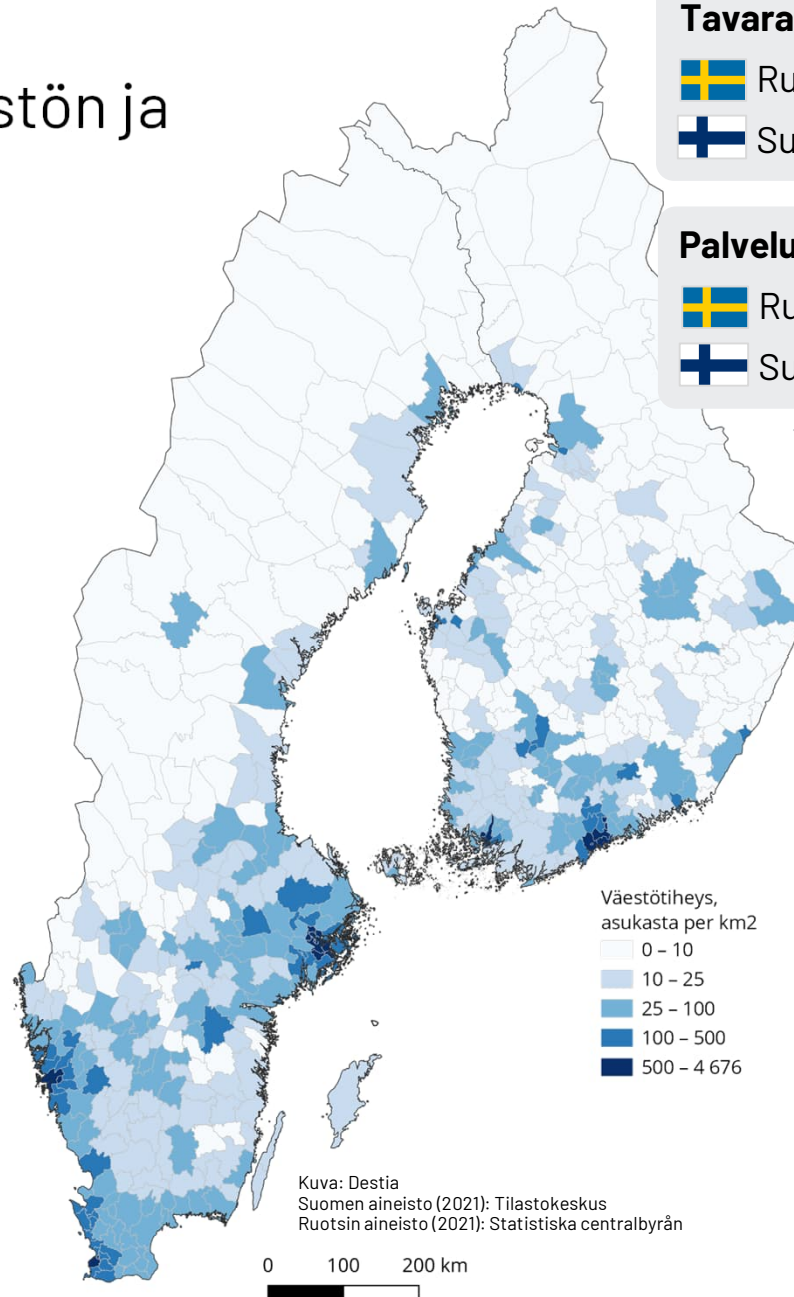 Tavara
Ru
Su
stön ja
Palvelu
Ru
Su
Väestötiheys,
asukasta per km2
0 – 10
10 – 25
25 – 100
100 – 500
500 – 4 676
Kuva: Destia
Suomen aineisto (2021): Tilastokeskus
Ruotsin aineisto (2021): Statistiska centralbyrån
0 100 200 km